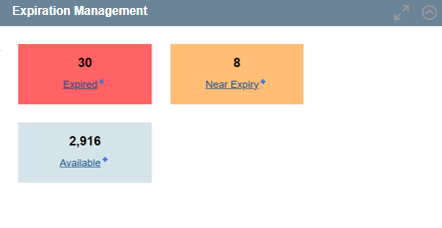 Expiration Management
30
Expired
8
Near Expiry
2,916
Available